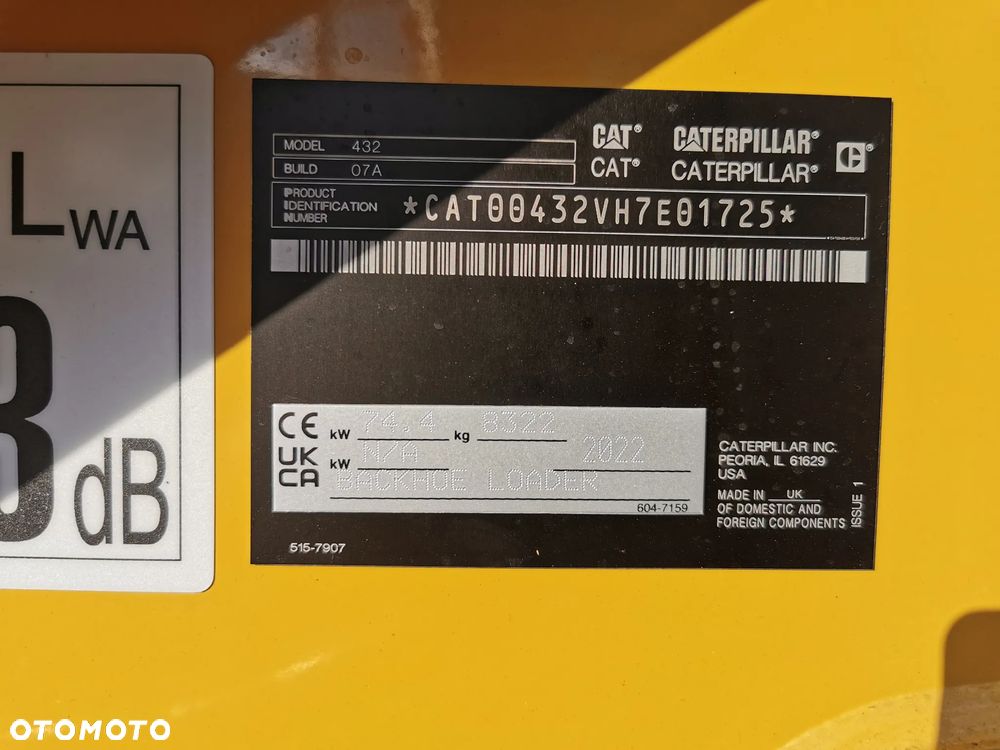 L WA
dB
MODEL 432
BUILD 07A
PRODUCT
IDENTIFICATION
NUMBER
*CAT00432VH7E01725*
CAT® CATERPILLAR®
CAT® CATERPILLAR®
C®
CE kW 74.4 kg 8322
UK
CA kW N/A 2022
BACKHOE LOADER
604-7159
515-7907
CATERPILLAR INC.
PEORIA, IL 61629
USA
MADE IN UK
OF DOMESTIC AND
FOREIGN COMPONENTS
ISSUE 1
OTOMOTO